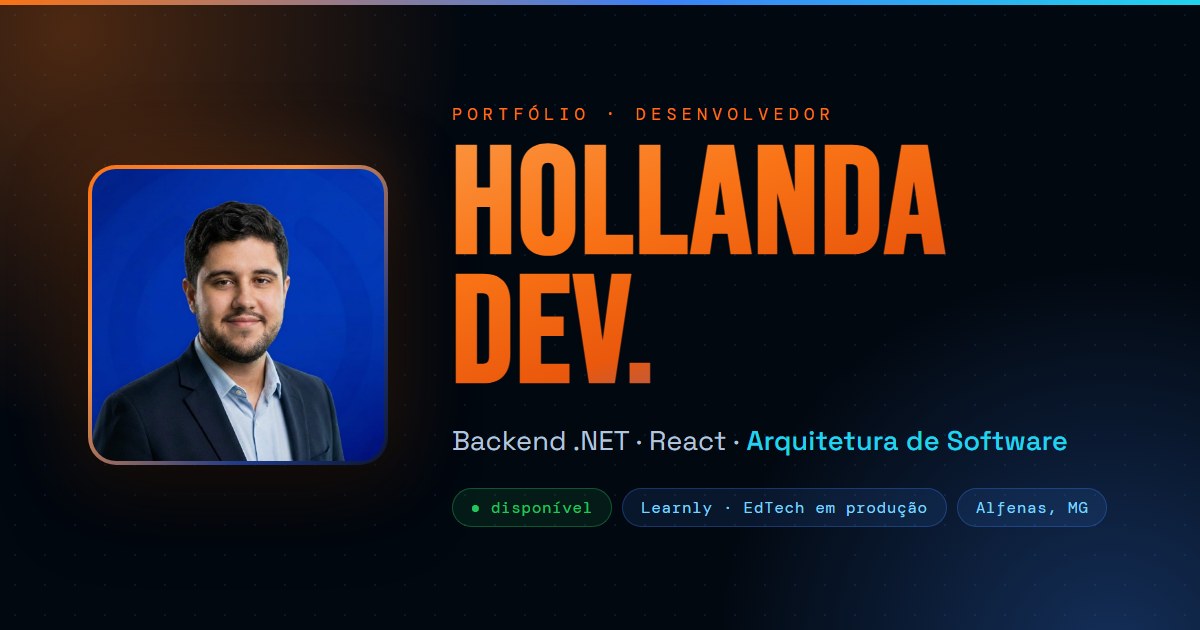 PORTFÓLIO · DESENVOLVEDOR
HOLLANDA
DEV.
Backend .NET · React · Arquitetura de Software
● disponível
Learnly · EdTech em produção
Alfenas, MG